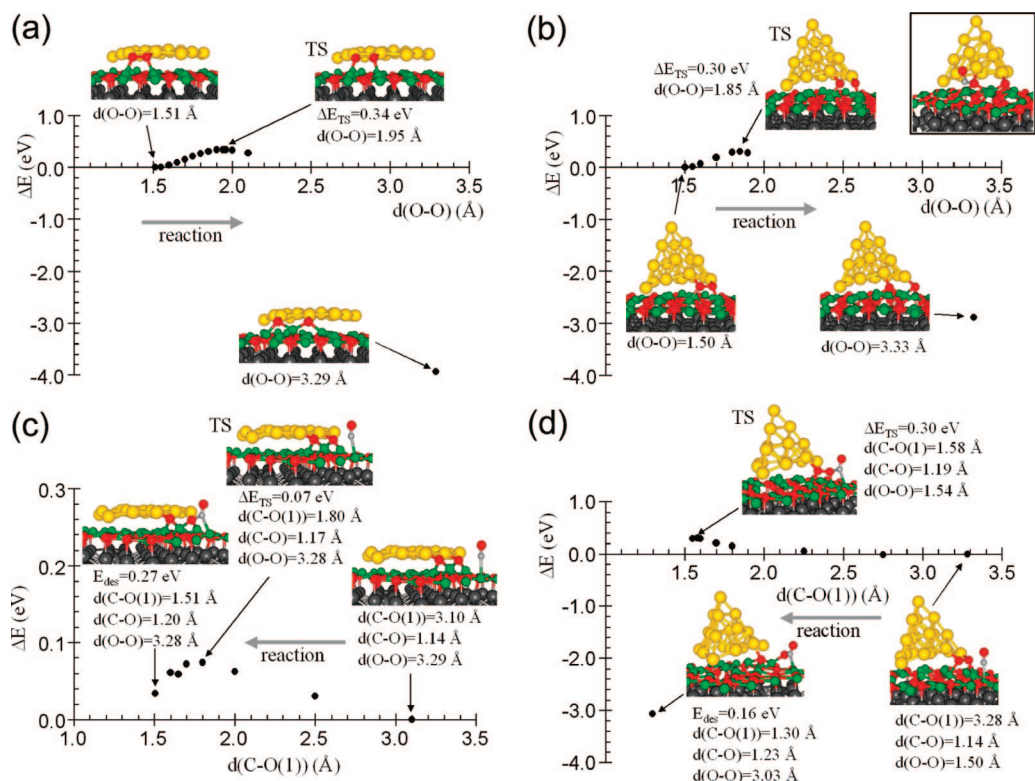 (a)
TS
d(O-O)=1.51 Å
ΔE_TS=0.34 eV
d(O-O)=1.95 Å
1.0
0.0
-1.0
-2.0
-3.0
-4.0
ΔE (eV)
1.0 1.5 2.0 2.5 3.0 3.5
d(O-O) (Å)
reaction
d(O-O)=3.29 Å
(b)
TS
ΔE_TS=0.30 eV
d(O-O)=1.85 Å
1.0
0.0
-1.0
-2.0
-3.0
-4.0
ΔE (eV)
1.0 1.5 2.0 2.5 3.0 3.5
d(O-O) (Å)
reaction
d(O-O)=1.50 Å
d(O-O)=3.33 Å
(c)
TS
ΔE_TS=0.07 eV
d(C-O(1))=1.80 Å
d(C-O)=1.17 Å
d(O-O)=3.28 Å
E_des=0.27 eV
d(C-O(1))=1.51 Å
d(C-O)=1.20 Å
d(O-O)=3.28 Å
d(C-O(1))=3.10 Å
d(C-O)=1.14 Å
d(O-O)=3.29 Å
reaction
0.3
0.2
0.1
0.0
ΔE (eV)
1.0 1.5 2.0 2.5 3.0 3.5
d(C-O(1)) (Å)
(d)
TS
ΔE_TS=0.30 eV
d(C-O(1))=1.58 Å
d(C-O)=1.19 Å
d(O-O)=1.54 Å
1.0
0.0
-1.0
-2.0
-3.0
-4.0
ΔE (eV)
1.0 1.5 2.0 2.5 3.0 3.5
d(C-O(1)) (Å)
reaction
E_des=0.16 eV
d(C-O(1))=1.30 Å
d(C-O)=1.23 Å
d(O-O)=3.03 Å
d(C-O(1))=3.28 Å
d(C-O)=1.14 Å
d(O-O)=1.50 Å